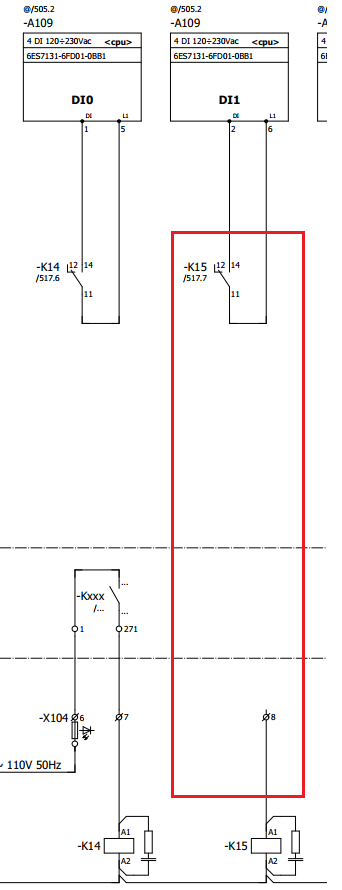 @/505.2
-A109
4 DI 120÷230Vac <cpu>
6ES7131-6FD01-0BB1
DI0
DI L1
1 5
@/505.2
-A109
4 DI 120÷230Vac <cpu>
6ES7131-6FD01-0BB1
DI1
DI L1
2 6
@/
-A
4
6E
-K14 12 14
/517.6
11
-K15 12 14
/517.7
11
...
-Kxxx
/...
...
1 271
-X104 6 7 8
~ 110V 50Hz
A1
-K14
A2
A1
-K15
A2